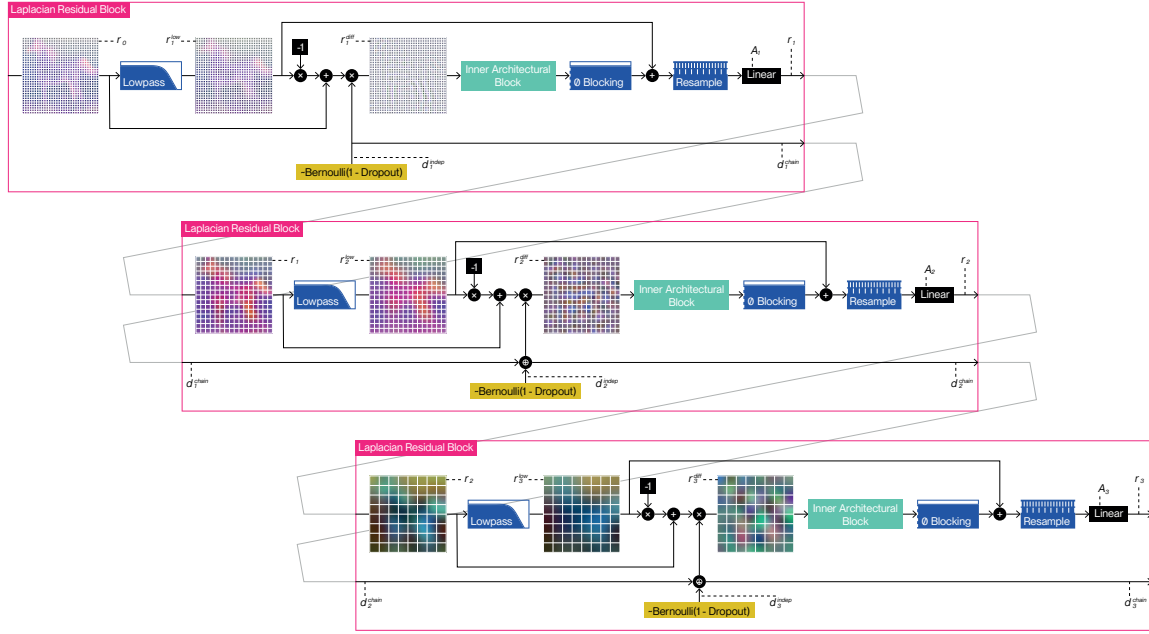 Laplacian Residual Block
r0
r1low
-1
r1diff
A1
r1
Lowpass
×
+
×
Inner Architectural
Block
Ø Blocking
+
Resample
Linear
~Bernoulli(1 - Dropout)
d1indep
d1chain
Laplacian Residual Block
r1
r2low
-1
r2diff
A2
r2
Lowpass
×
+
×
Inner Architectural
Block
Ø Blocking
+
Resample
Linear
⊕
d1chain
~Bernoulli(1 - Dropout)
d2indep
d2chain
Laplacian Residual Block
r2
r3low
-1
r3diff
A3
r3
Lowpass
×
+
×
Inner Architectural
Block
Ø Blocking
+
Resample
Linear
⊕
d2chain
~Bernoulli(1 - Dropout)
d3indep
d3chain